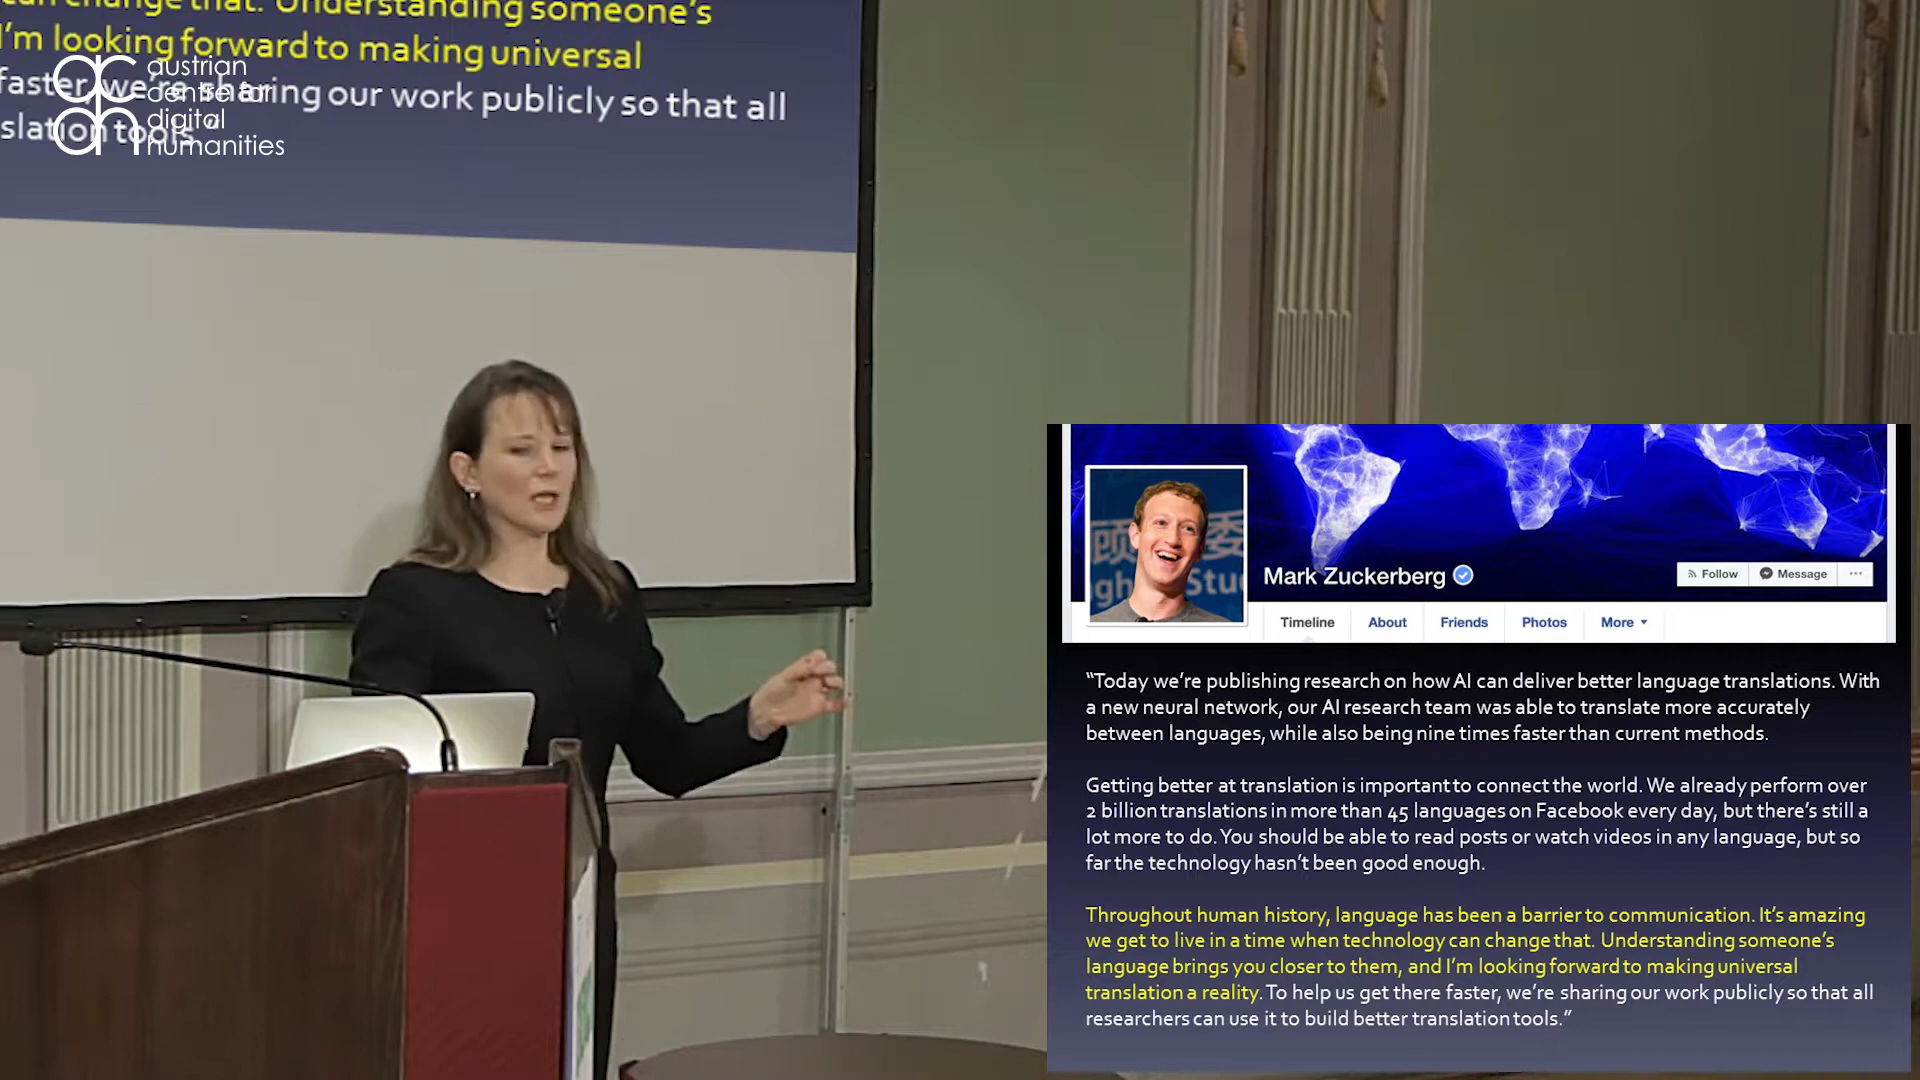 can change that. Understanding someone's
I'm looking forward to making universal
faster, we're sharing our work publicly so that all
slation tools."
austrian
centre for
digital
humanities
Mark Zuckerberg
Follow
Message
Timeline
About
Friends
Photos
More
"Today we're publishing research on how AI can deliver better language translations. With
a new neural network, our AI research team was able to translate more accurately
between languages, while also being nine times faster than current methods.
Getting better at translation is important to connect the world. We already perform over
2 billion translations in more than 45 languages on Facebook every day, but there's still a
lot more to do. You should be able to read posts or watch videos in any language, but so
far the technology hasn't been good enough.
Throughout human history, language has been a barrier to communication. It's amazing
we get to live in a time when technology can change that. Understanding someone's
language brings you closer to them, and I'm looking forward to making universal
translation a reality. To help us get there faster, we're sharing our work publicly so that all
researchers can use it to build better translation tools."